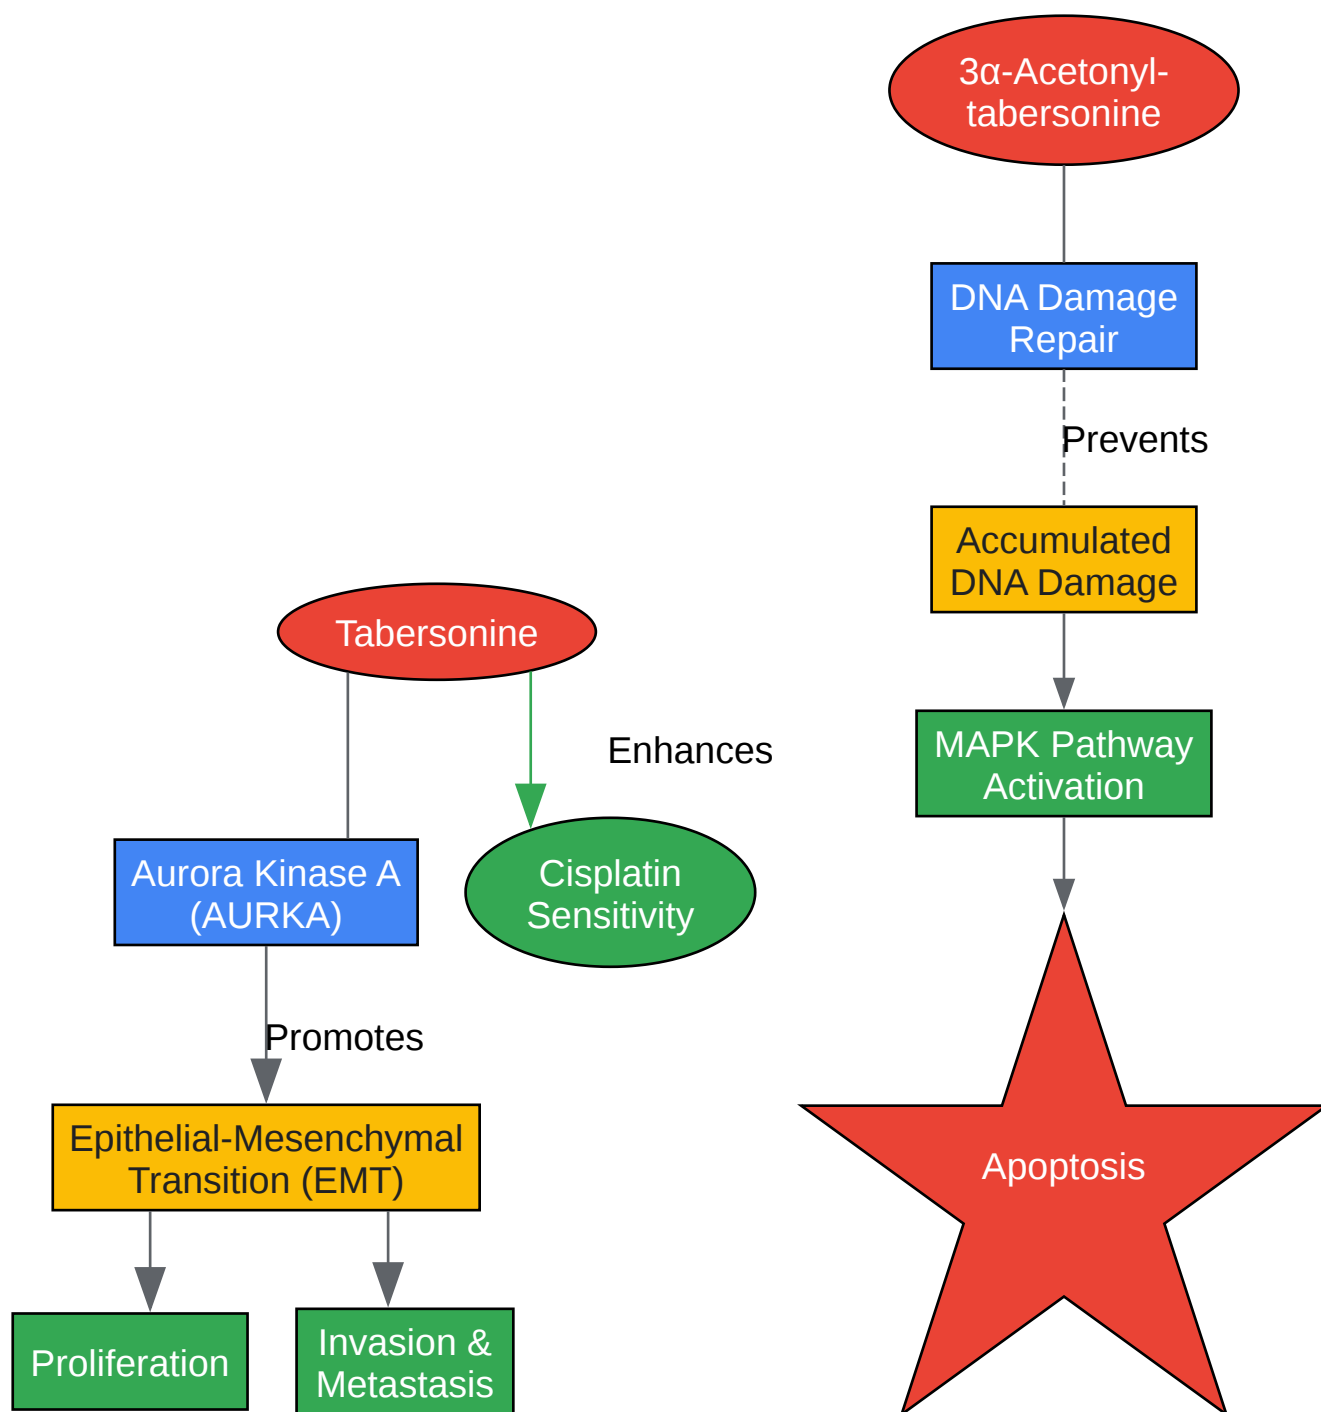 3α-Acetonyl-
tabersonine
DNA Damage
Repair
Prevents
Accumulated
DNA Damage
Tabersonine
Enhances
MAPK Pathway
Activation
Aurora Kinase A
(AURKA)
Cisplatin
Sensitivity
Promotes
Epithelial-Mesenchymal
Transition (EMT)
Apoptosis
Proliferation
Invasion &
Metastasis